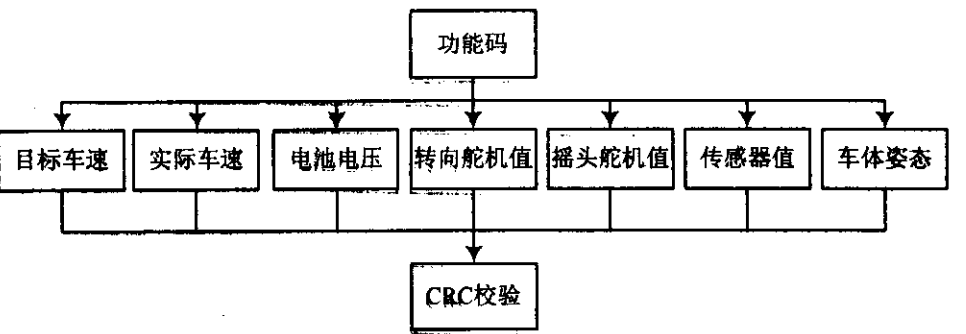 功能码
目标车速
实际车速
电池电压
转向舵机值
摇头舵机值
传感器值
车体姿态
CRC校验